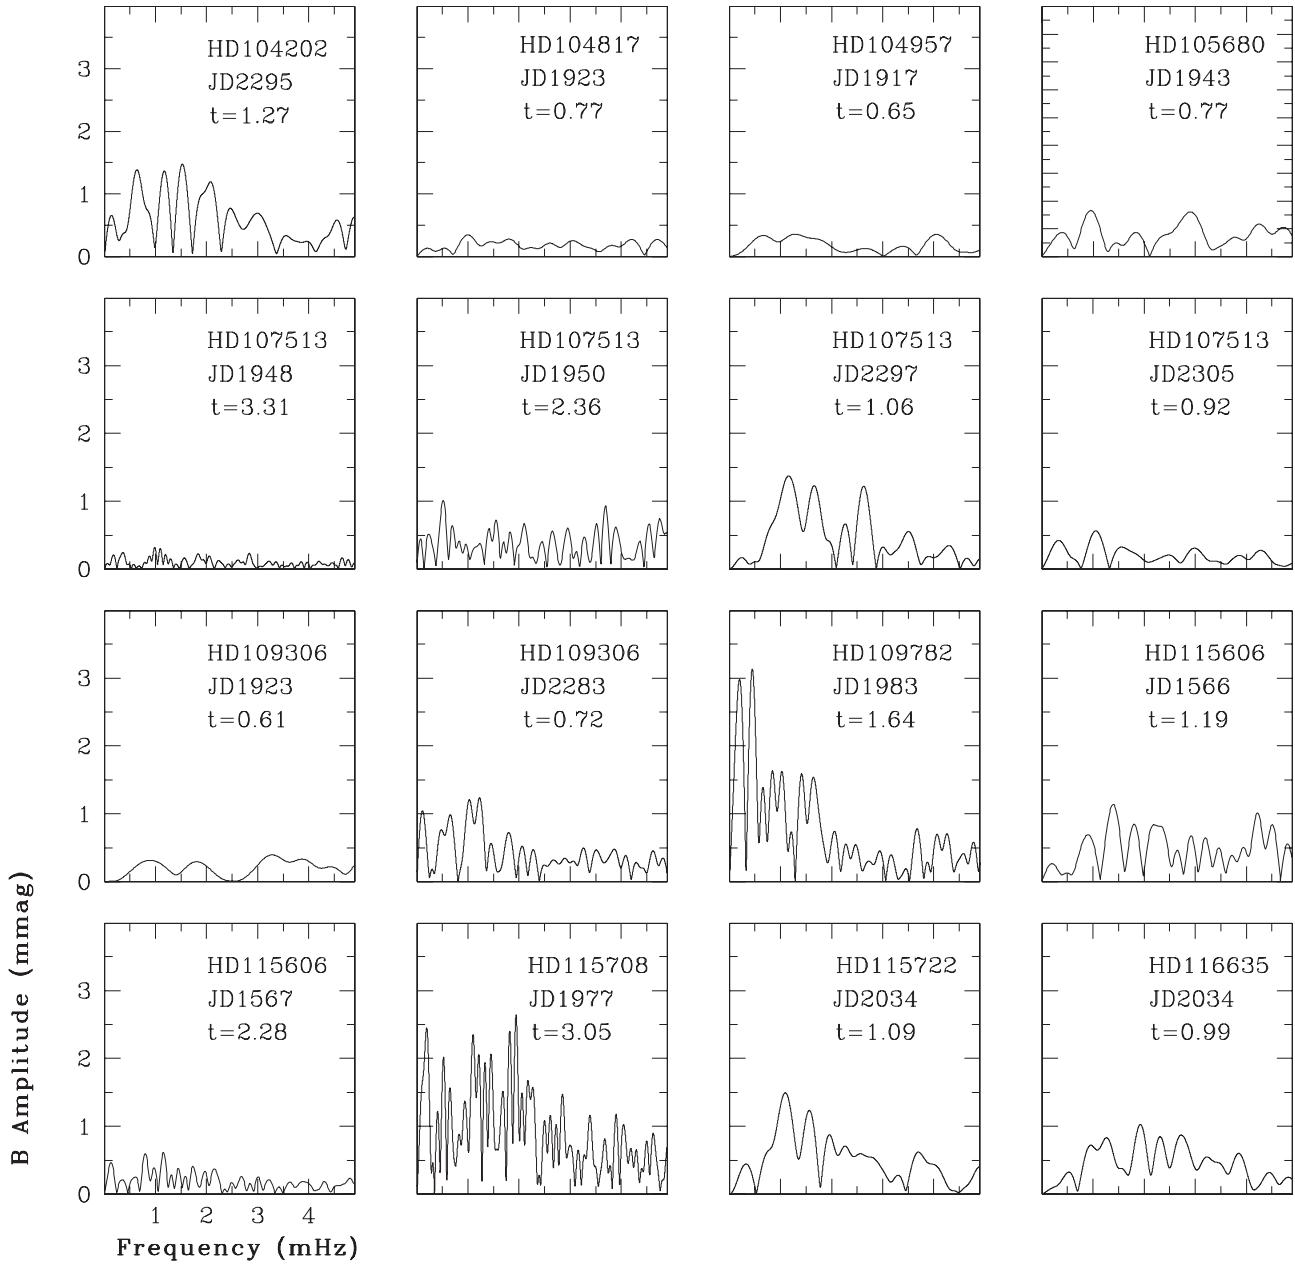 HD104202
JD2295
t=1.27
HD104817
JD1923
t=0.77
HD104957
JD1917
t=0.65
HD105680
JD1943
t=0.77
3
2
1
0
HD107513
JD1948
t=3.31
HD107513
JD1950
t=2.36
HD107513
JD2297
t=1.06
HD107513
JD2305
t=0.92
3
2
1
0
HD109306
JD1923
t=0.61
HD109306
JD2283
t=0.72
HD109782
JD1983
t=1.64
HD115606
JD1566
t=1.19
3
2
1
0
HD115606
JD1567
t=2.28
HD115708
JD1977
t=3.05
HD115722
JD2034
t=1.09
HD116635
JD2034
t=0.99
3
2
1
0
1 2 3 4
Frequency (mHz)
B Amplitude (mmag)